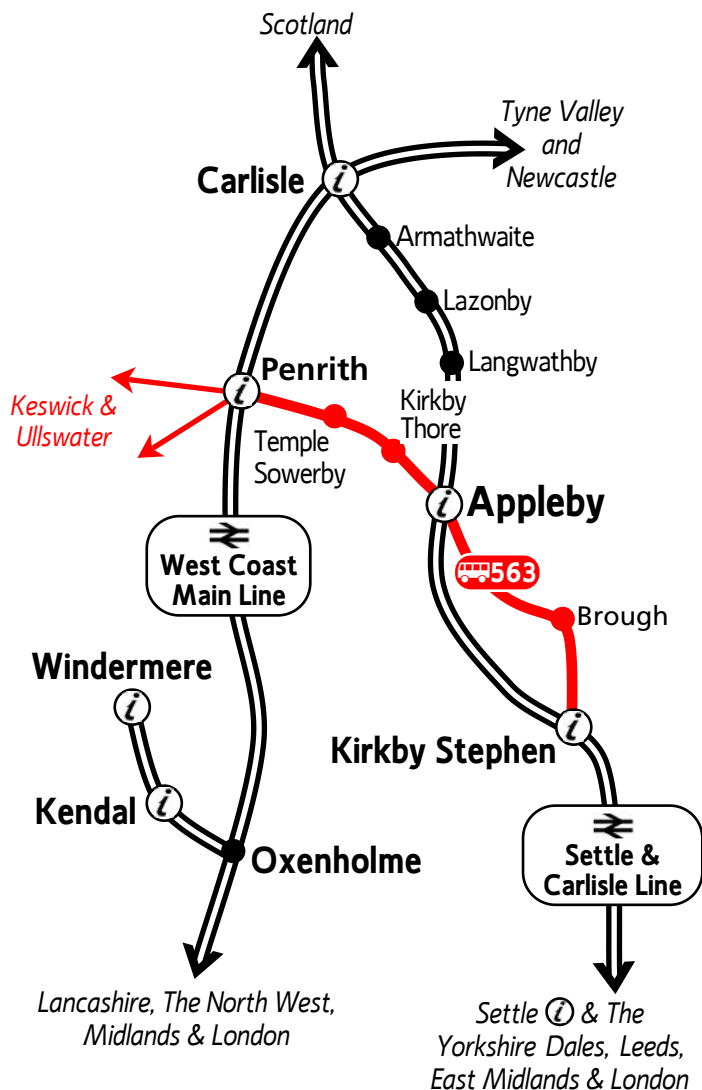 Scotland
Tyne Valley
and
Newcastle
Carlisle
i
Armathwaite
Lazonby
Langwathby
Penrith
i
Keswick &
Ullswater
Kirkby
Thore
Temple
Sowerby
Appleby
i
West Coast
Main Line
563
Brough
Windermere
i
Kirkby Stephen
i
Kendal
i
Oxenholme
Settle &
Carlisle Line
Lancashire, The North West,
Midlands & London
Settle i & The
Yorkshire Dales, Leeds,
East Midlands & London